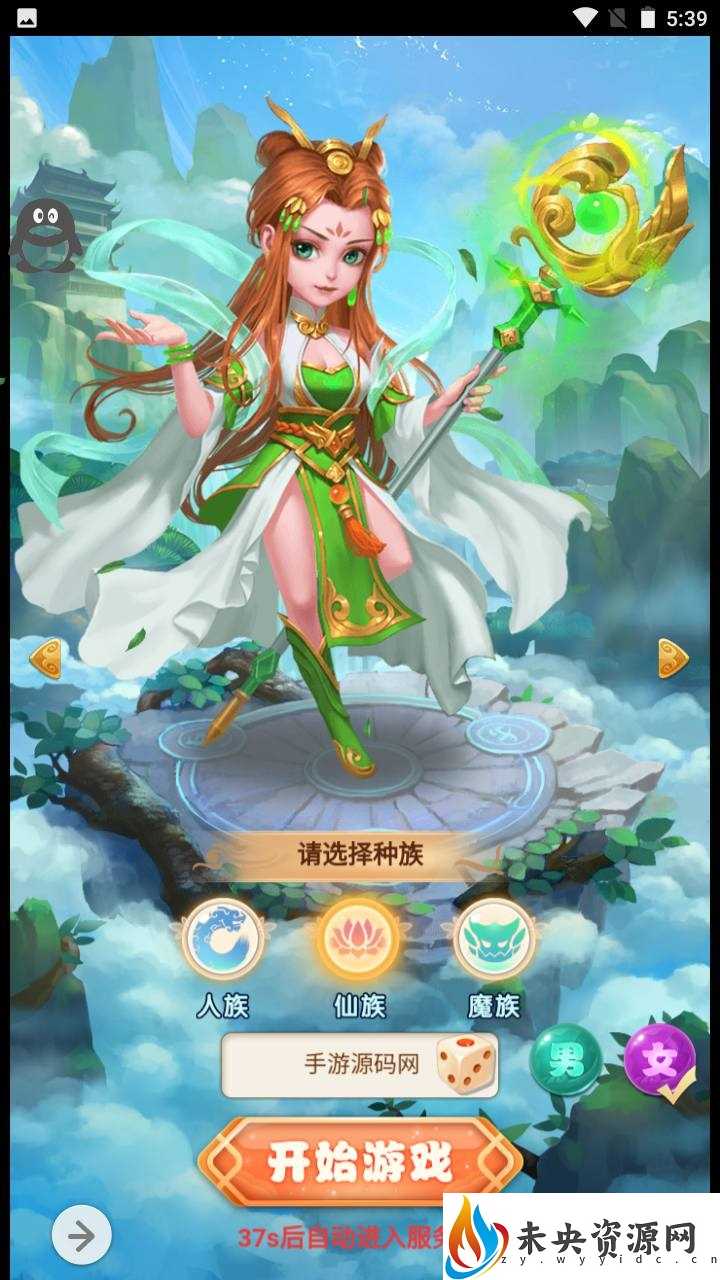 5:39
请选择种族
人族 仙族 魔族
手游源码网
男 女
开始游戏
37s后自动进入服务
未央资源网
zy.wyyidc.cn